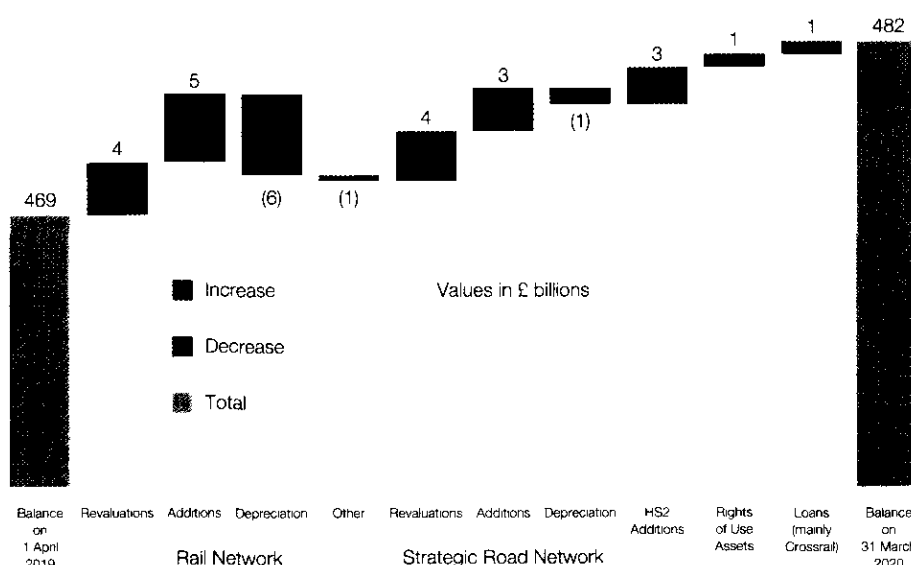 469
4
5
(6)
(1)
4
3
(1)
3
1
1
482
Increase
Decrease
Total
Values in £ billions
Balance
on
1 April
2019
Revaluations
Additions
Depreciation
Other
Rail Network
Revaluations
Additions
Depreciation
Strategic Road Network
HS2
Additions
Rights
of Use
Assets
Loans
(mainly
Crossrail)
Balance
on
31 March
2020